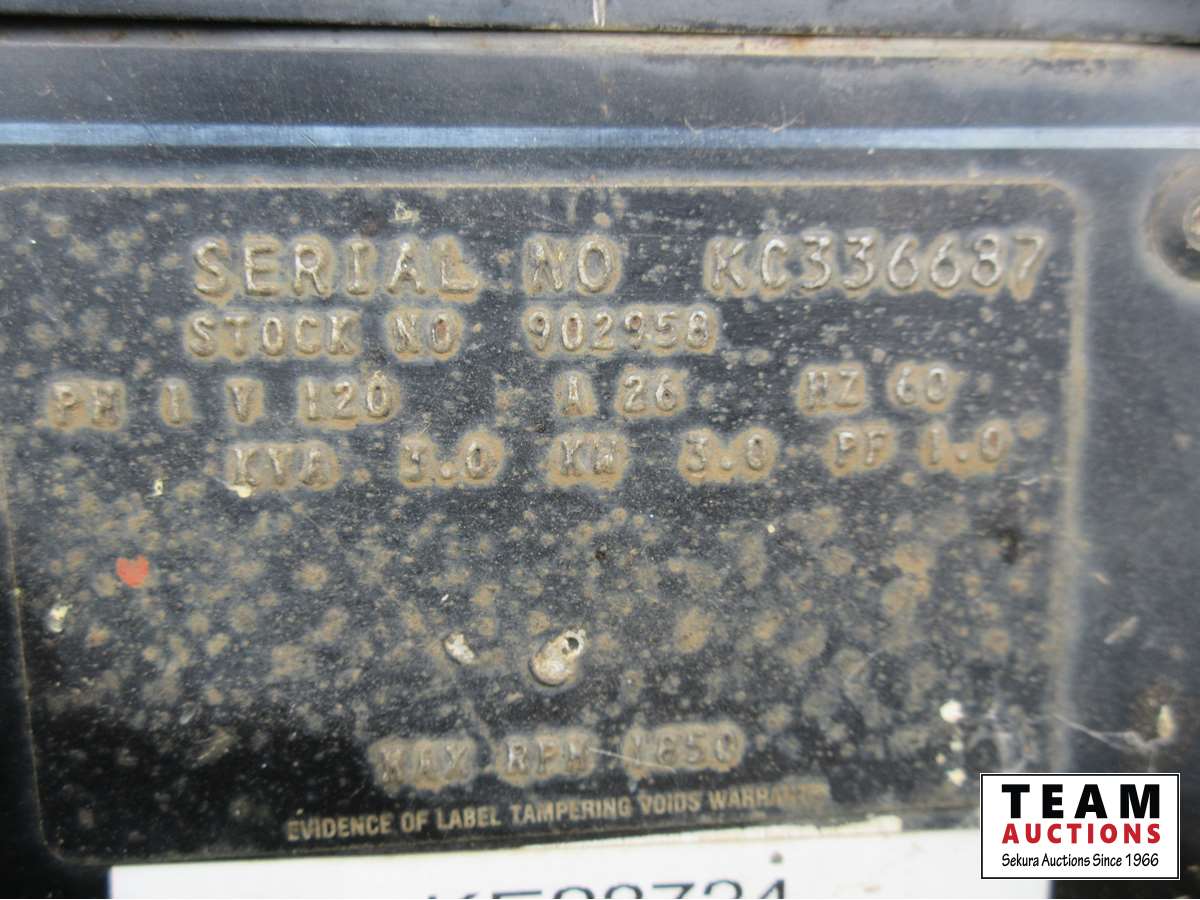 SERIAL NO KC336687
STOCK NO 902958
PH 1 V 120 A 26 HZ 60
KVA 3.0 KW 3.0 PF 1.0
MAX RPM 1850
EVIDENCE OF LABEL TAMPERING VOIDS WARRANTY
TEAM
AUCTIONS
Sekura Auctions Since 1966